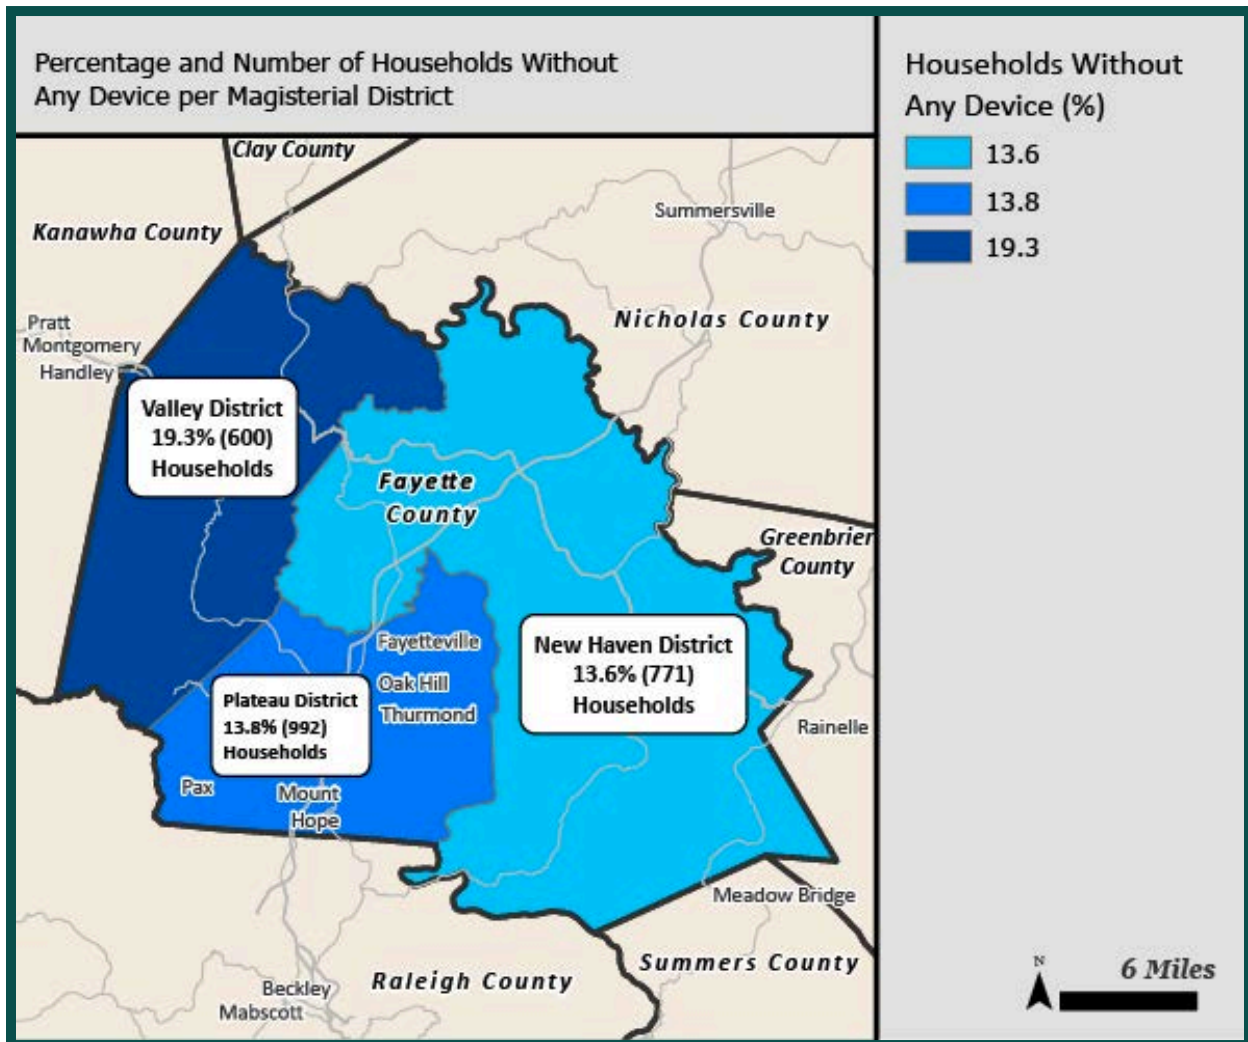 Percentage and Number of Households Without
Any Device per Magisterial District
Households Without
Any Device (%)
13.6
13.8
19.3
Clay County
Kanawha County
Summersville
Nicholas County
Pratt
Montgomery
Handley
Valley District
19.3% (600)
Households
Fayette
County
Greenbrier
County
New Haven District
13.6% (771)
Households
Fayetteville
Oak Hill
Thurmond
Plateau District
13.8% (992)
Households
Rainelle
Pax
Mount
Hope
Meadow Bridge
Summers County
Raleigh County
Beckley
Mabscott
N
6 Miles